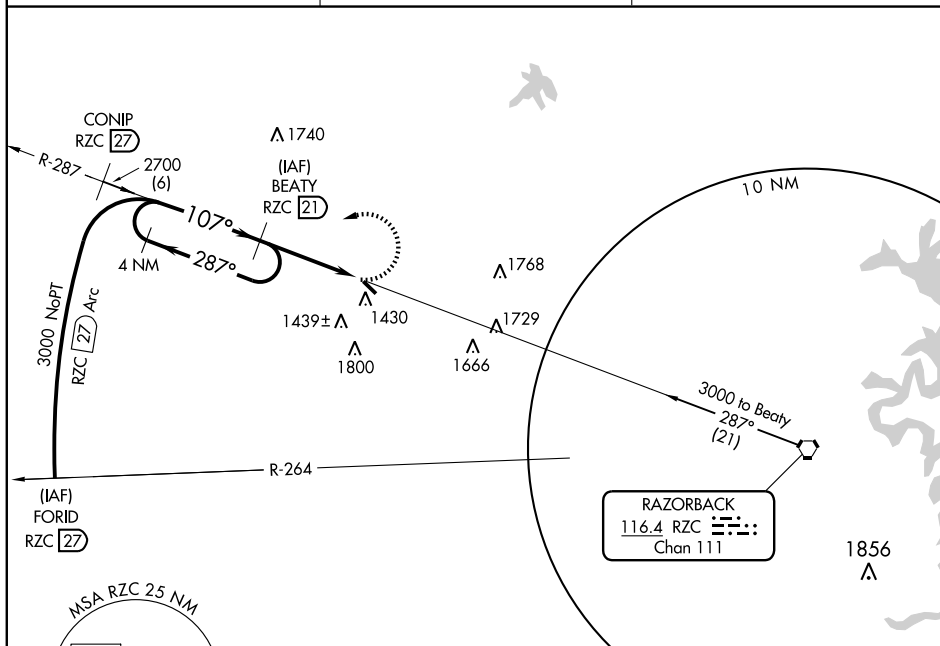 CONIP
RZC 27
R-287
2700
(6)
1740
(IAF)
BEATY
RZC 21
10 NM
107°
287°
4 NM
3000 NoPT
RZC 27 Arc
1768
1430
1439±
1729
1800
1666
3000 to Beaty
287°
(21)
R-264
(IAF)
FORID
RZC 27
RAZORBACK
116.4 RZC
Chan 111
1856
MSA RZC 25 NM